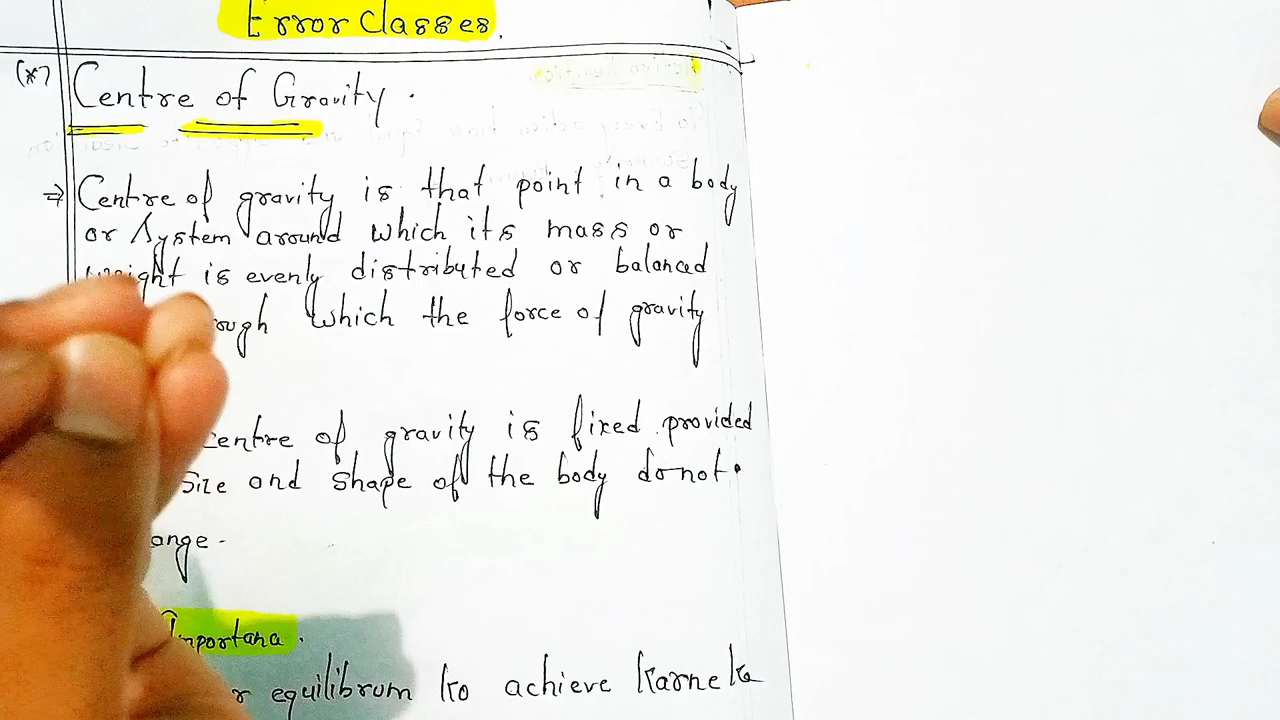 Error Classes.
(*) Centre of Gravity.
⇒ Centre of gravity is that point in a body
or System around which its mass or
weight is evenly distributed or balanced
which the force of gravity
centre of gravity is fixed provided
Size and shape of the body do not.
ange-
Importana.
equilibrum ko achieve karne ke